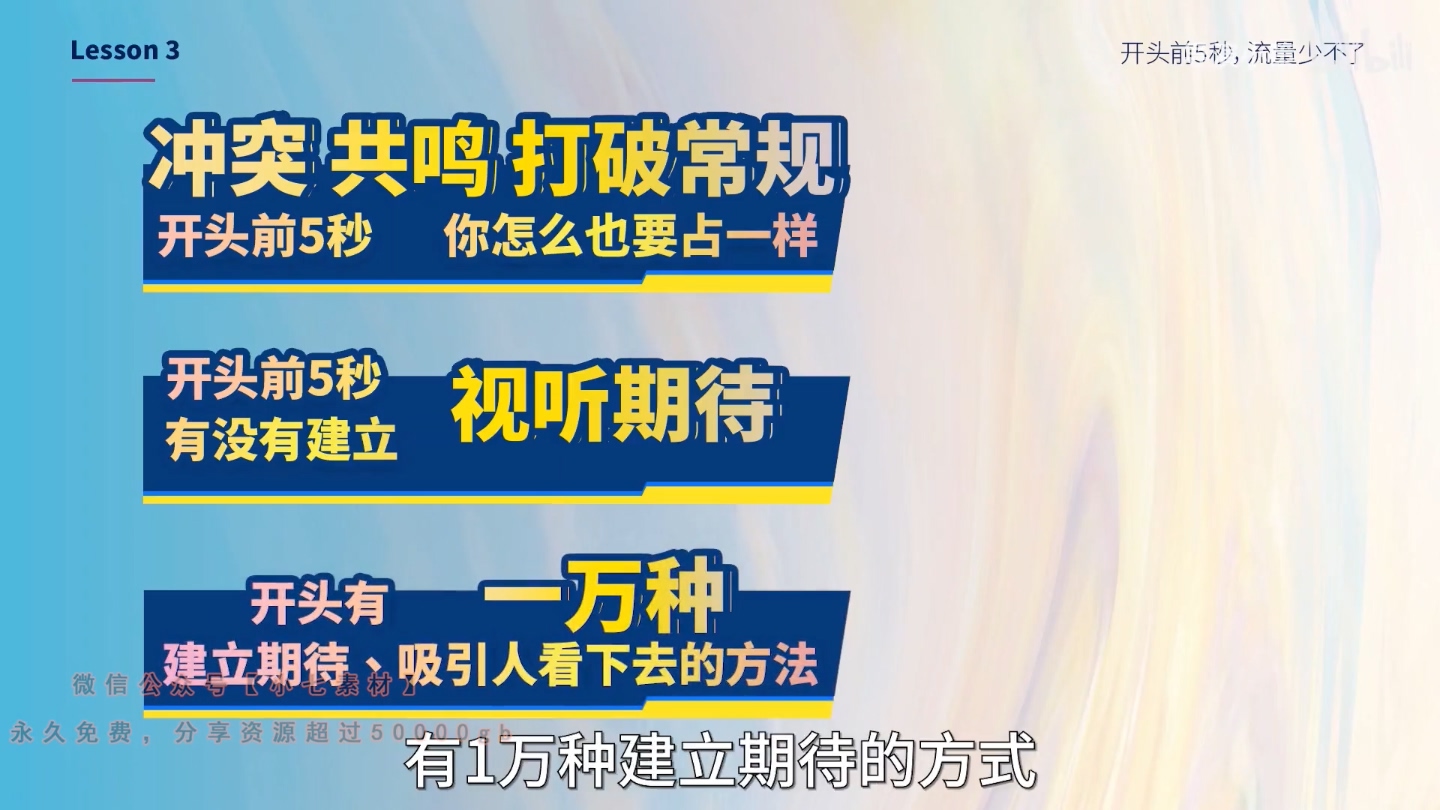 Lesson 3
开头前5秒，流量少不了
冲突 共鸣 打破常规
开头前5秒 你怎么也要占一样
开头前5秒
有没有建立
视听期待
开头有 一万种
建立期待、吸引人看下去的方法
微信公众号【小七素材】
永久免费，分享资源超过50000gb
有1万种建立期待的方式